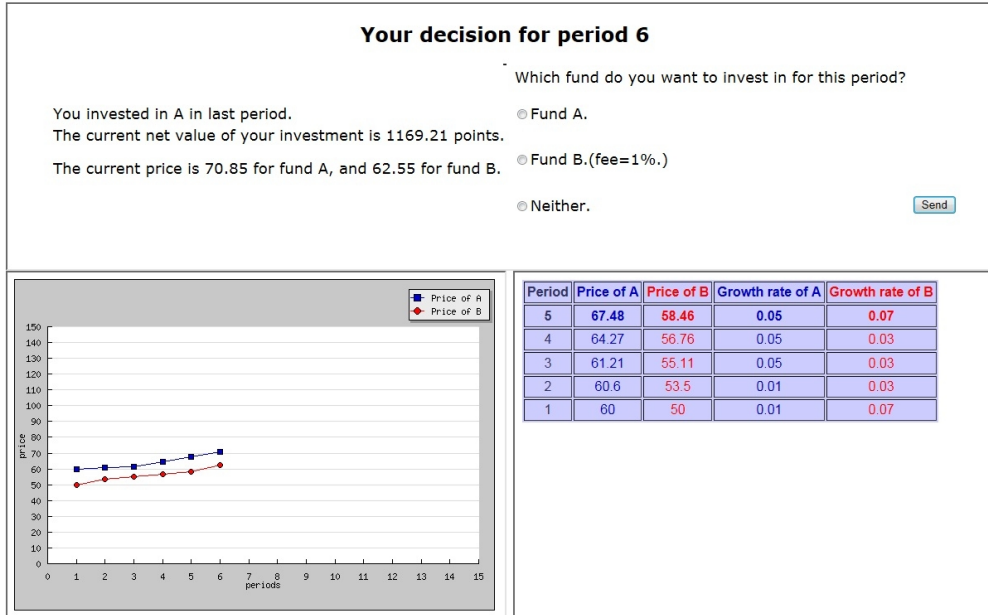 Your decision for period 6
Which fund do you want to invest in for this period?
You invested in A in last period.
The current net value of your investment is 1169.21 points.
The current price is 70.85 for fund A, and 62.55 for fund B.
Fund A.
Fund B.(fee=1%.)
Neither.
Send
Price of A
Price of B
150
140
130
120
110
100
90
80
70
60
50
40
30
20
10
0
price
0 1 2 3 4 5 6 7 8 9 10 11 12 13 14 15
periods
Period Price of A Price of B Growth rate of A Growth rate of B
5 67.48 58.46 0.05 0.07
4 64.27 56.76 0.05 0.03
3 61.21 55.11 0.05 0.03
2 60.6 53.5 0.01 0.03
1 60 50 0.01 0.07